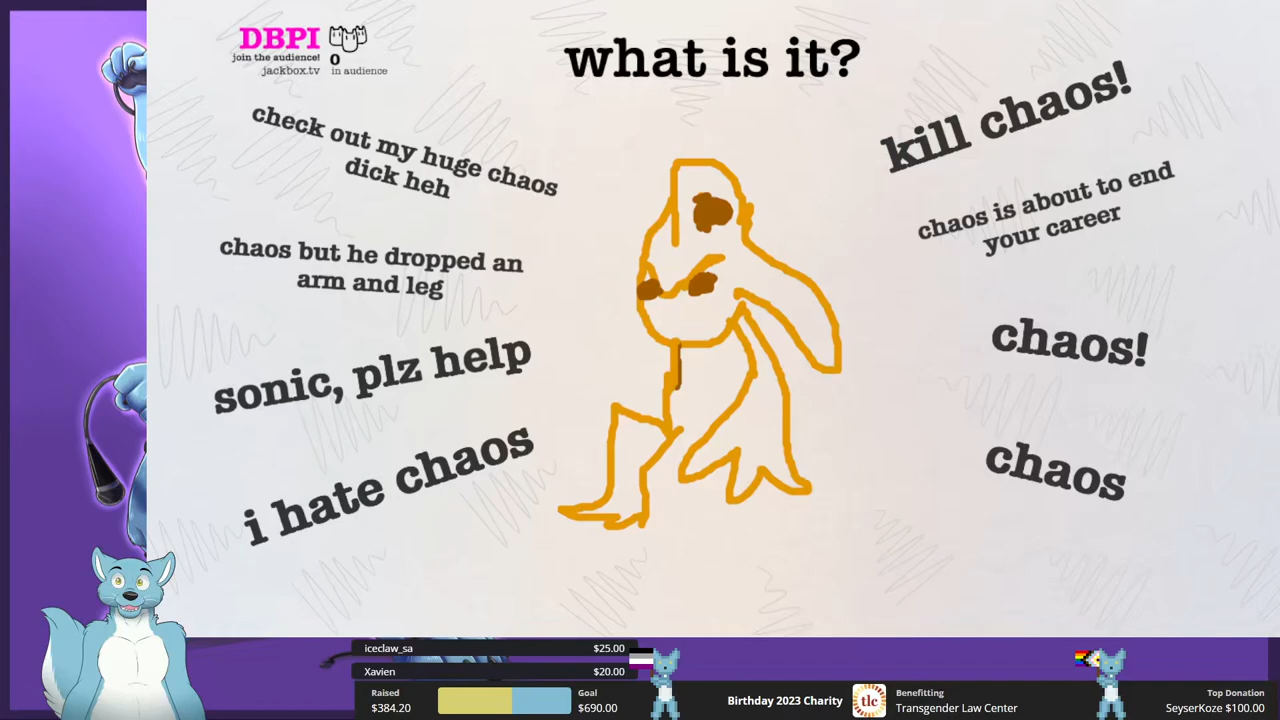 DBPI
join the audience!
jackbox.tv
0
in audience
what is it?
check out my huge chaos
dick heh
chaos but he dropped an
arm and leg
sonic, plz help
i hate chaos
kill chaos!
chaos is about to end
your career
chaos!
chaos
iceclaw_sa $25.00
Xavien $20.00
Raised
$384.20
Goal
$690.00
Birthday 2023 Charity
tlc
Benefitting
Transgender Law Center
Top Donation
SeyserKoze $100.00